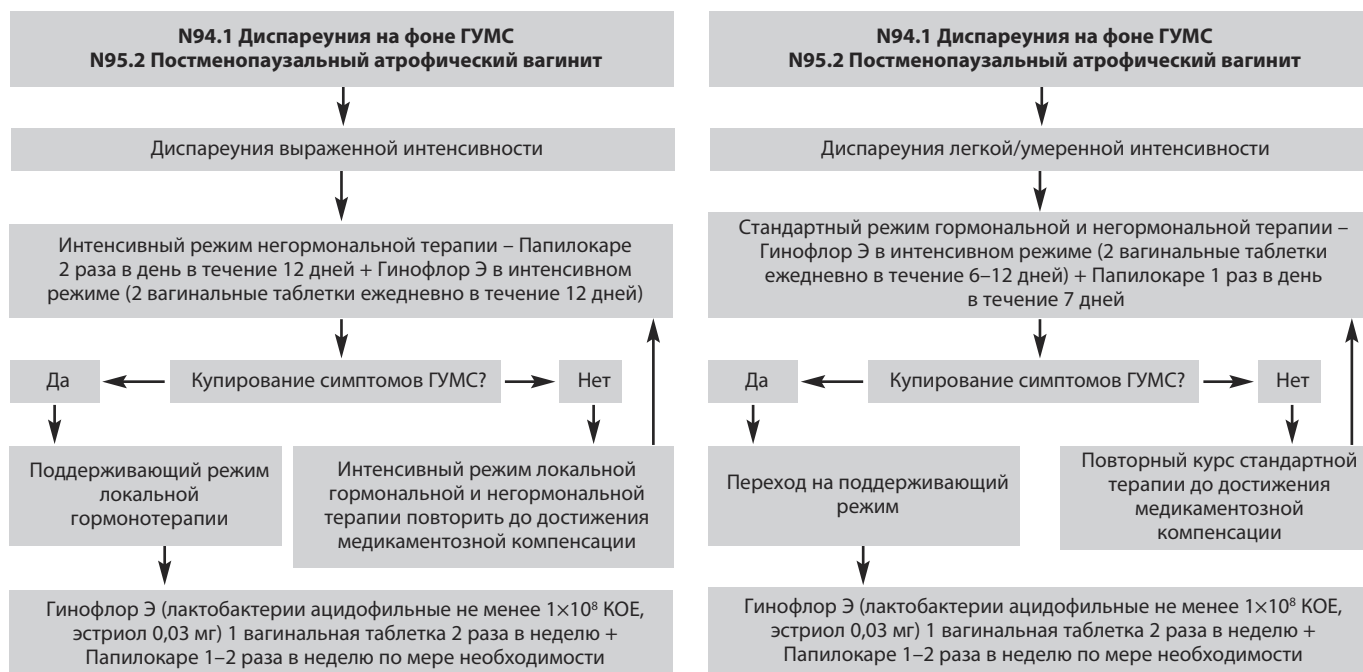 N94.1 Диспареуния на фоне ГУМС
N95.2 Постменопаузальный атрофический вагинит
Диспареуния выраженной интенсивности
Интенсивный режим негормональной терапии – Папилокаре
2 раза в день в течение 12 дней + Гинофлор Э в интенсивном
режиме (2 вагинальные таблетки ежедневно в течение 12 дней)
Да
Купирование симптомов ГУМС?
Нет
Поддерживающий режим
локальной
гормонотерапии
Интенсивный режим локальной
гормональной и негормональной
терапии повторить до достижения
медикаментозной компенсации
Гинофлор Э (лактобактерии ацидофильные не менее 1×10⁸ КОЕ,
эстриол 0,03 мг) 1 вагинальная таблетка 2 раза в неделю +
Папилокаре 1–2 раза в неделю по мере необходимости
N94.1 Диспареуния на фоне ГУМС
N95.2 Постменопаузальный атрофический вагинит
Диспареуния легкой/умеренной интенсивности
Стандартный режим гормональной и негормональной терапии –
Гинофлор Э в интенсивном режиме (2 вагинальные таблетки
ежедневно в течение 6–12 дней) + Папилокаре 1 раз в день
в течение 7 дней
Да
Купирование симптомов ГУМС?
Нет
Переход на поддерживающий
режим
Повторный курс стандартной
терапии до достижения
медикаментозной
компенсации
Гинофлор Э (лактобактерии ацидофильные не менее 1×10⁸ КОЕ,
эстриол 0,03 мг) 1 вагинальная таблетка 2 раза в неделю +
Папилокаре 1–2 раза в неделю по мере необходимости